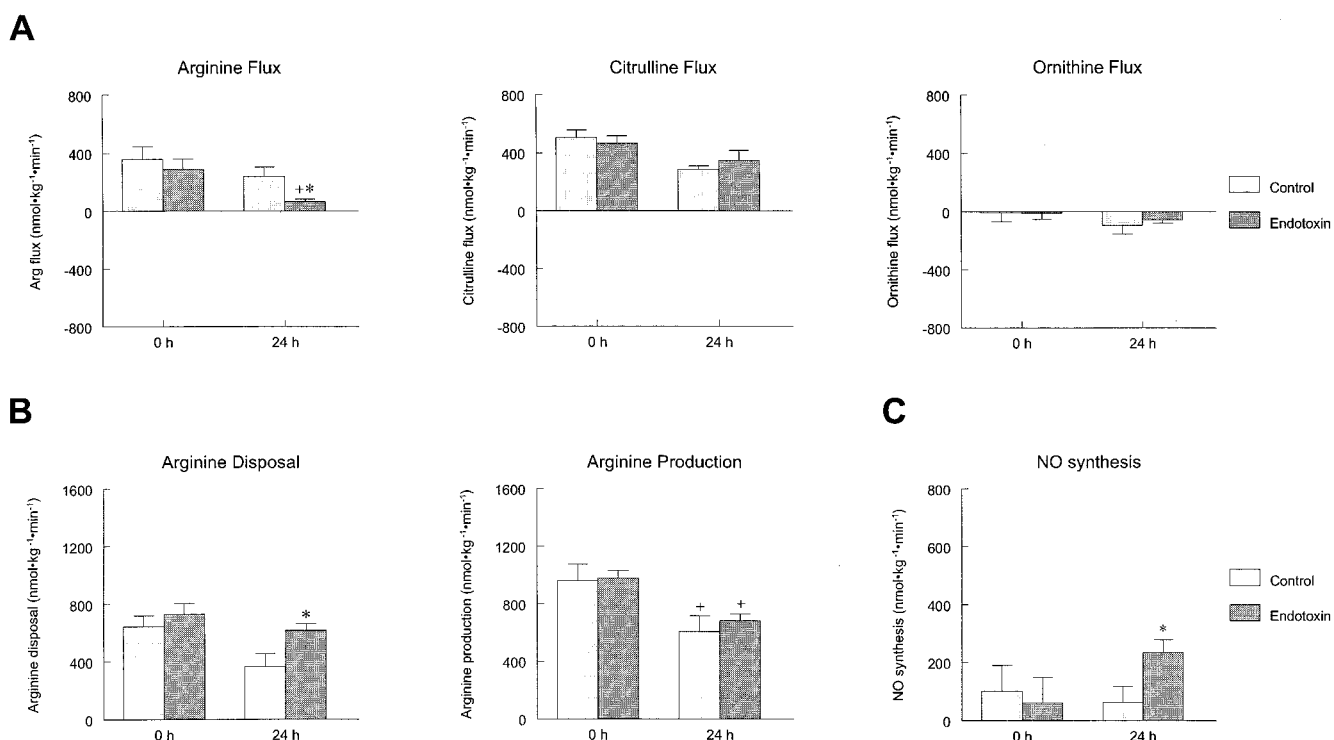 A
Arginine Flux
Citrulline Flux
Ornithine Flux
Arg flux (nmol•kg⁻¹•min⁻¹)
800
400
0
-400
-800
+*
0 h
24 h
Citrulline flux (nmol•kg⁻¹•min⁻¹)
800
400
0
-400
-800
0 h
24 h
Ornithine flux (nmol•kg⁻¹•min⁻¹)
800
400
0
-400
-800
0 h
24 h
Control
Endotoxin
B
C
Arginine Disposal
Arginine Production
NO synthesis
Arginine disposal (nmol•kg⁻¹•min⁻¹)
1600
1200
800
400
0
*
0 h
24 h
Arginine production (nmol•kg⁻¹•min⁻¹)
1600
1200
800
400
0
+
+
0 h
24 h
NO synthesis (nmol•kg⁻¹•min⁻¹)
800
600
400
200
0
*
0 h
24 h
Control
Endotoxin